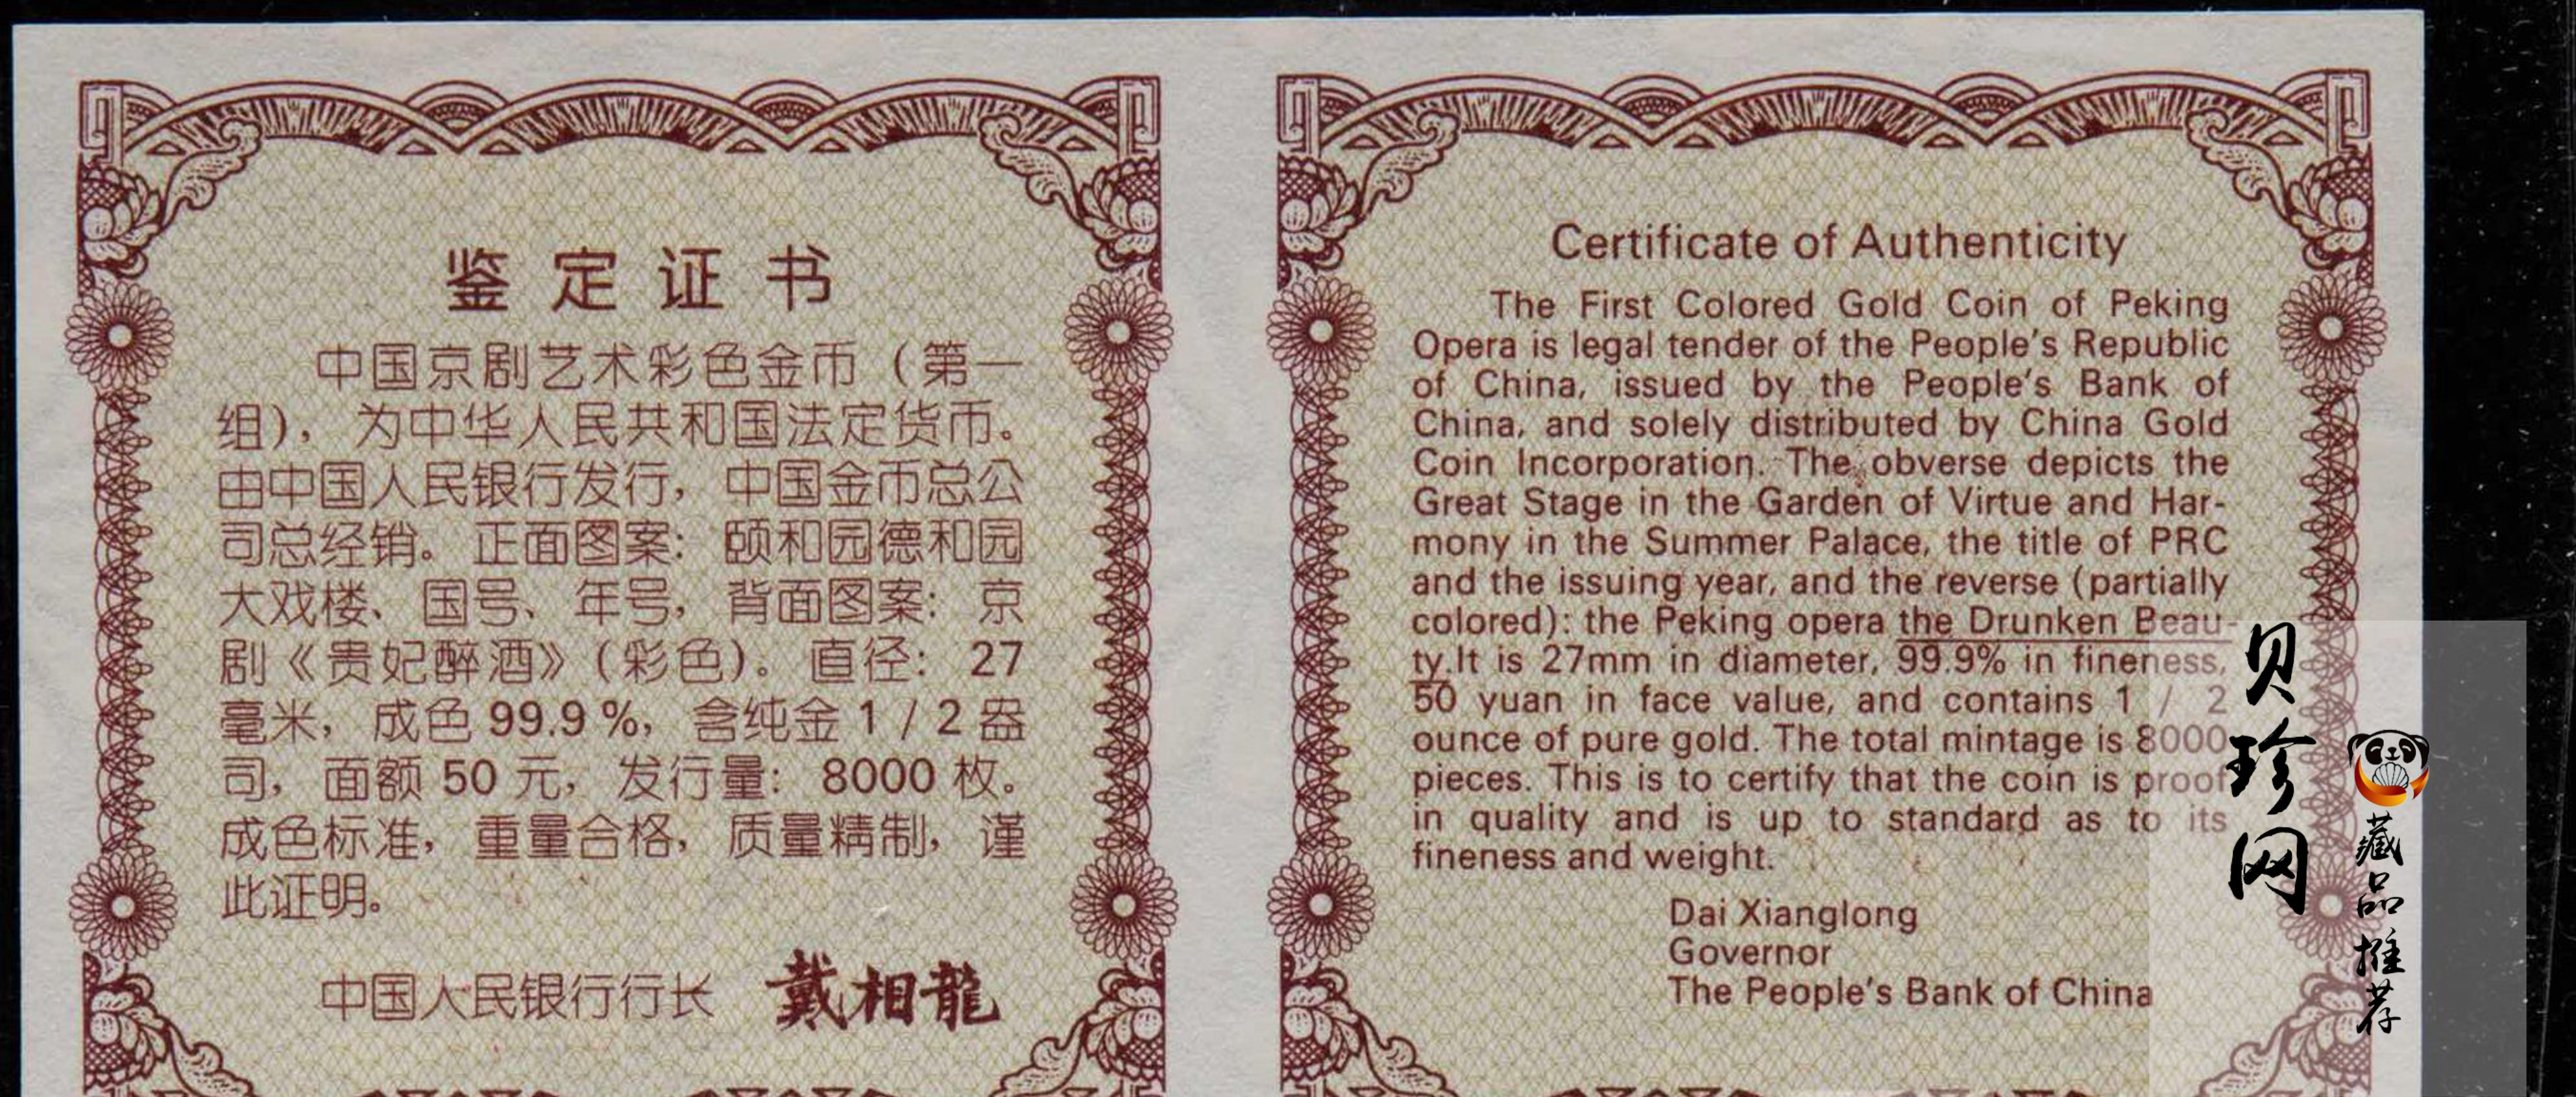 鉴定证书
中国京剧艺术彩色金币（第一
组），为中华人民共和国法定货币。
由中国人民银行发行，中国金币总公
司总经销。正面图案：颐和园德和园
大戏楼、国号、年号，背面图案：京
剧《贵妃醉酒》（彩色）。直径：27
毫米，成色 99.9 %，含纯金 1 / 2 盎
司，面额 50 元，发行量：8000 枚。
成色标准，重量合格，质量精制，谨
此证明。
中国人民银行行长 戴相龍
Certificate of Authenticity
The First Colored Gold Coin of Peking
Opera is legal tender of the People's Republic
of China, issued by the People's Bank of
China, and solely distributed by China Gold
Coin Incorporation. The obverse depicts the
Great Stage in the Garden of Virtue and Har-
mony in the Summer Palace, the title of PRC
and the issuing year, and the reverse (partially
colored): the Peking opera the Drunken Beau-
ty.It is 27mm in diameter, 99.9% in fineness,
50 yuan in face value, and contains 1 / 2
ounce of pure gold. The total mintage is 8000
pieces. This is to certify that the coin is proof
in quality and is up to standard as to its
fineness and weight.
Dai Xianglong
Governor
The People's Bank of China
贝珍网
藏品推荐